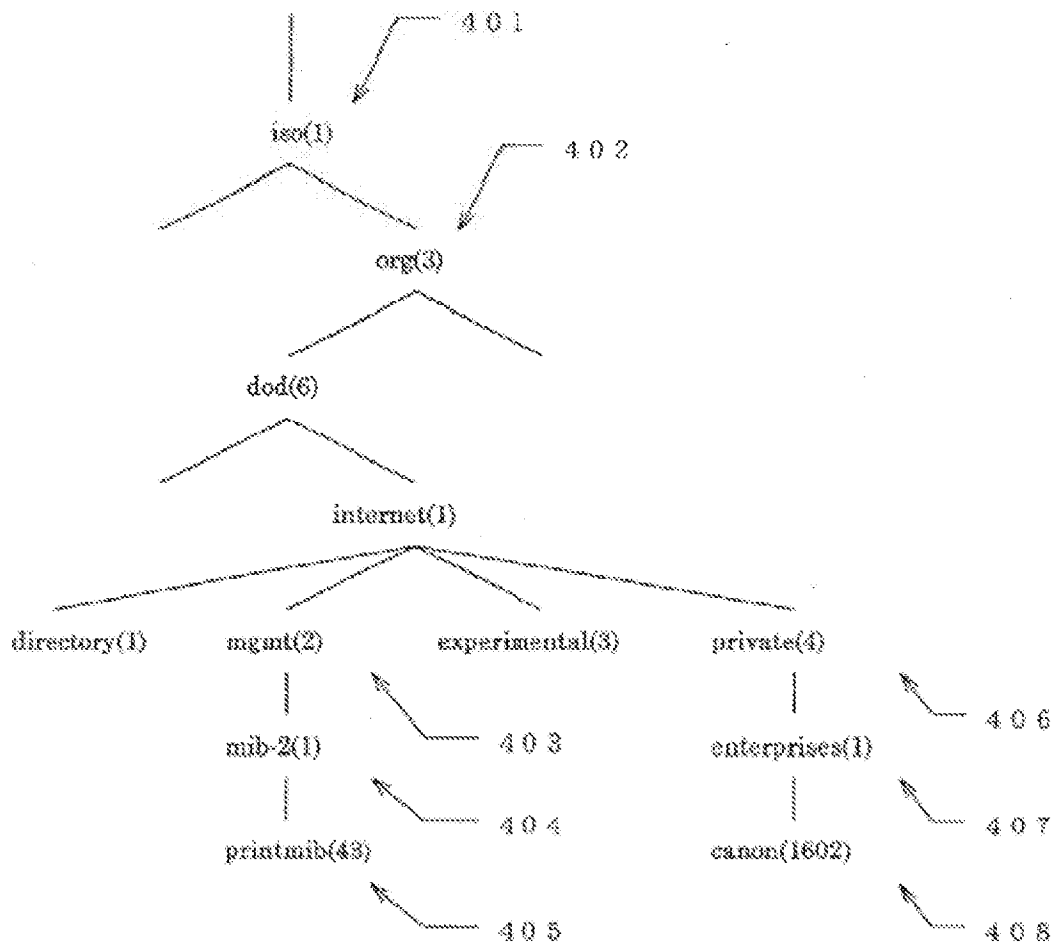 401
iso(1)
402
org(3)
dod(6)
internet(1)
directory(1) mgmt(2) experimental(3) private(4)
406
403
mib-2(1) enterprises(1)
404 407
printmib(43) canon(1602)
405 408